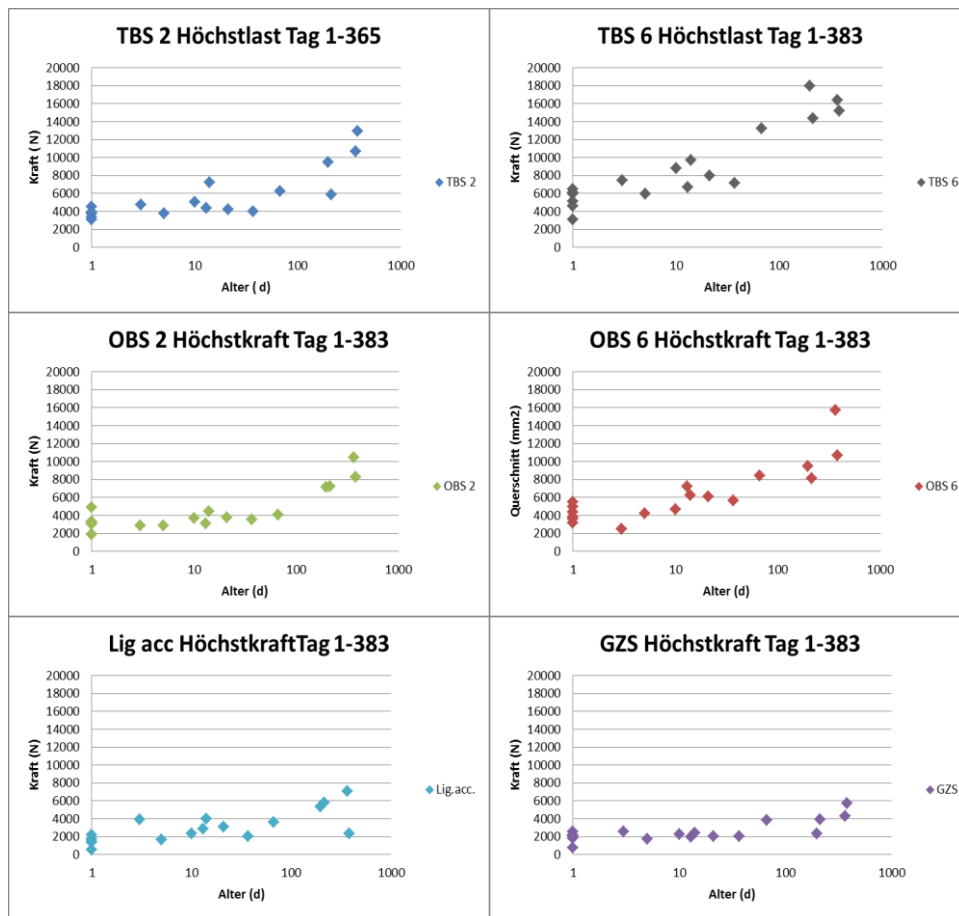 TBS 2 Höchstlast Tag 1-365
Kraft ( N)
20000
18000
16000
14000
12000
10000
8000
6000
4000
2000
0
1 10 100 1000
Alter ( d)
TBS 2
TBS 6 Höchstlast Tag 1-383
Kraft (N)
20000
18000
16000
14000
12000
10000
8000
6000
4000
2000
0
1 10 100 1000
Alter (d)
TBS 6
OBS 2 Höchstkraft Tag 1-383
Kraft (N)
20000
18000
16000
14000
12000
10000
8000
6000
4000
2000
0
1 10 100 1000
Alter (d)
OBS 2
OBS 6 Höchstkraft Tag 1-383
Querschnitt (mm2)
20000
18000
16000
14000
12000
10000
8000
6000
4000
2000
0
1 10 100 1000
Alter (d)
OBS 6
Lig acc HöchstkraftTag 1-383
Kraft (N)
20000
18000
16000
14000
12000
10000
8000
6000
4000
2000
0
1 10 100 1000
Alter (d)
Lig.acc.
GZS Höchstkraft Tag 1-383
Kraft (N)
20000
18000
16000
14000
12000
10000
8000
6000
4000
2000
0
1 10 100 1000
Alter (d)
GZS